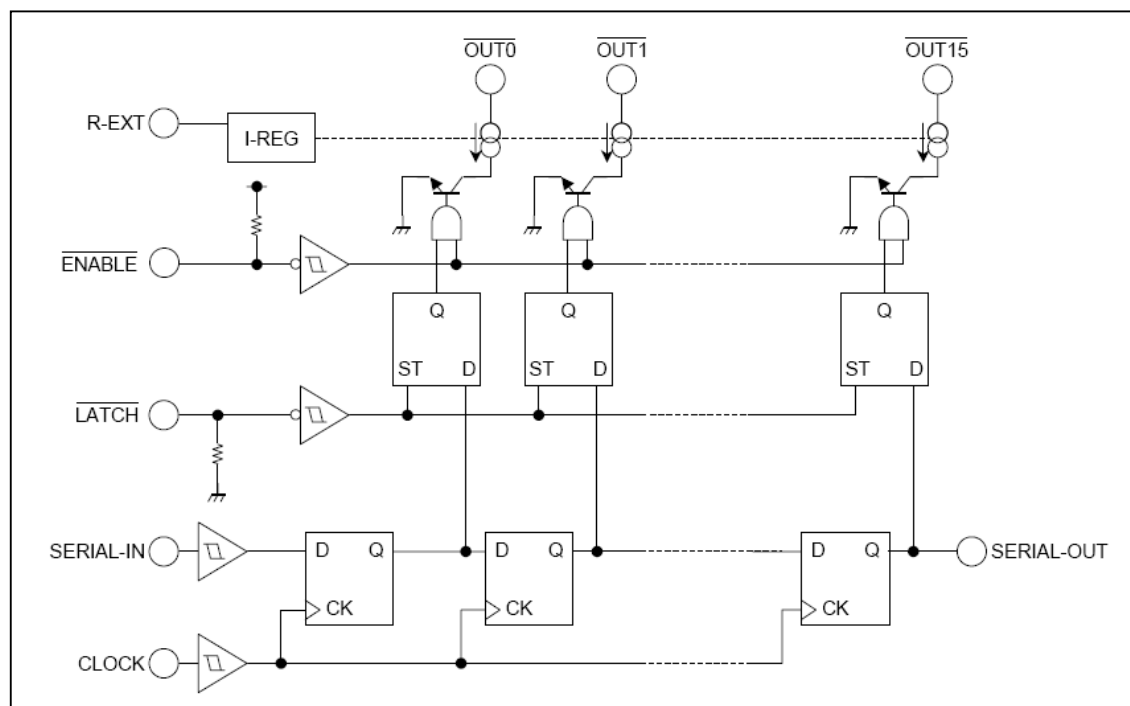 OUT0 OUT1 OUT15
R-EXT
I-REG
ENABLE
Q Q Q
ST D ST D ST D
LATCH
SERIAL-IN D Q D Q D Q SERIAL-OUT
CK CK CK
CLOCK